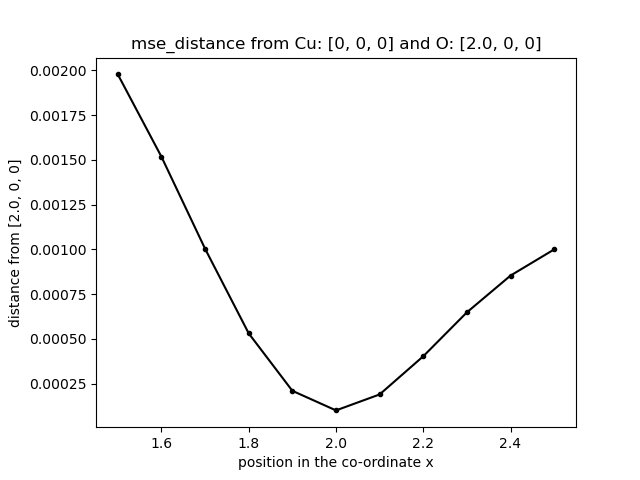 mse_distance from Cu: [0, 0, 0] and O: [2.0, 0, 0]
0.00200
0.00175
0.00150
0.00125
0.00100
0.00075
0.00050
0.00025
distance from [2.0, 0, 0]
1.6 1.8 2.0 2.2 2.4
position in the co-ordinate x